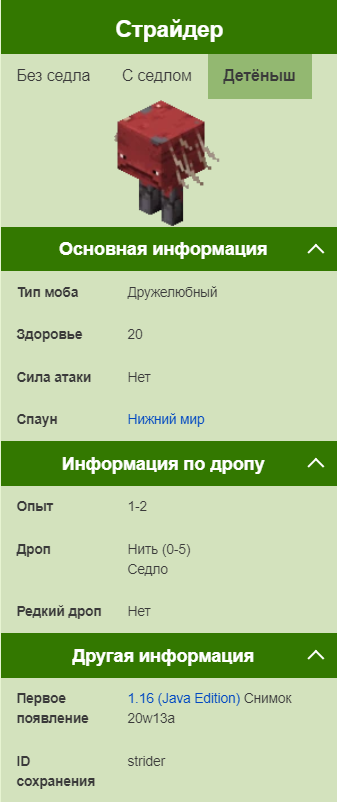 Страйдер
Без седла С седлом Детёныш
Основная информация
Тип моба Дружелюбный
Здоровье 20
Сила атаки Нет
Спаун Нижний мир
Информация по дропу
Опыт 1-2
Дроп Нить (0-5)
Седло
Редкий дроп Нет
Другая информация
Первое 1.16 (Java Edition) Снимок
появление 20w13a
ID strider
сохранения